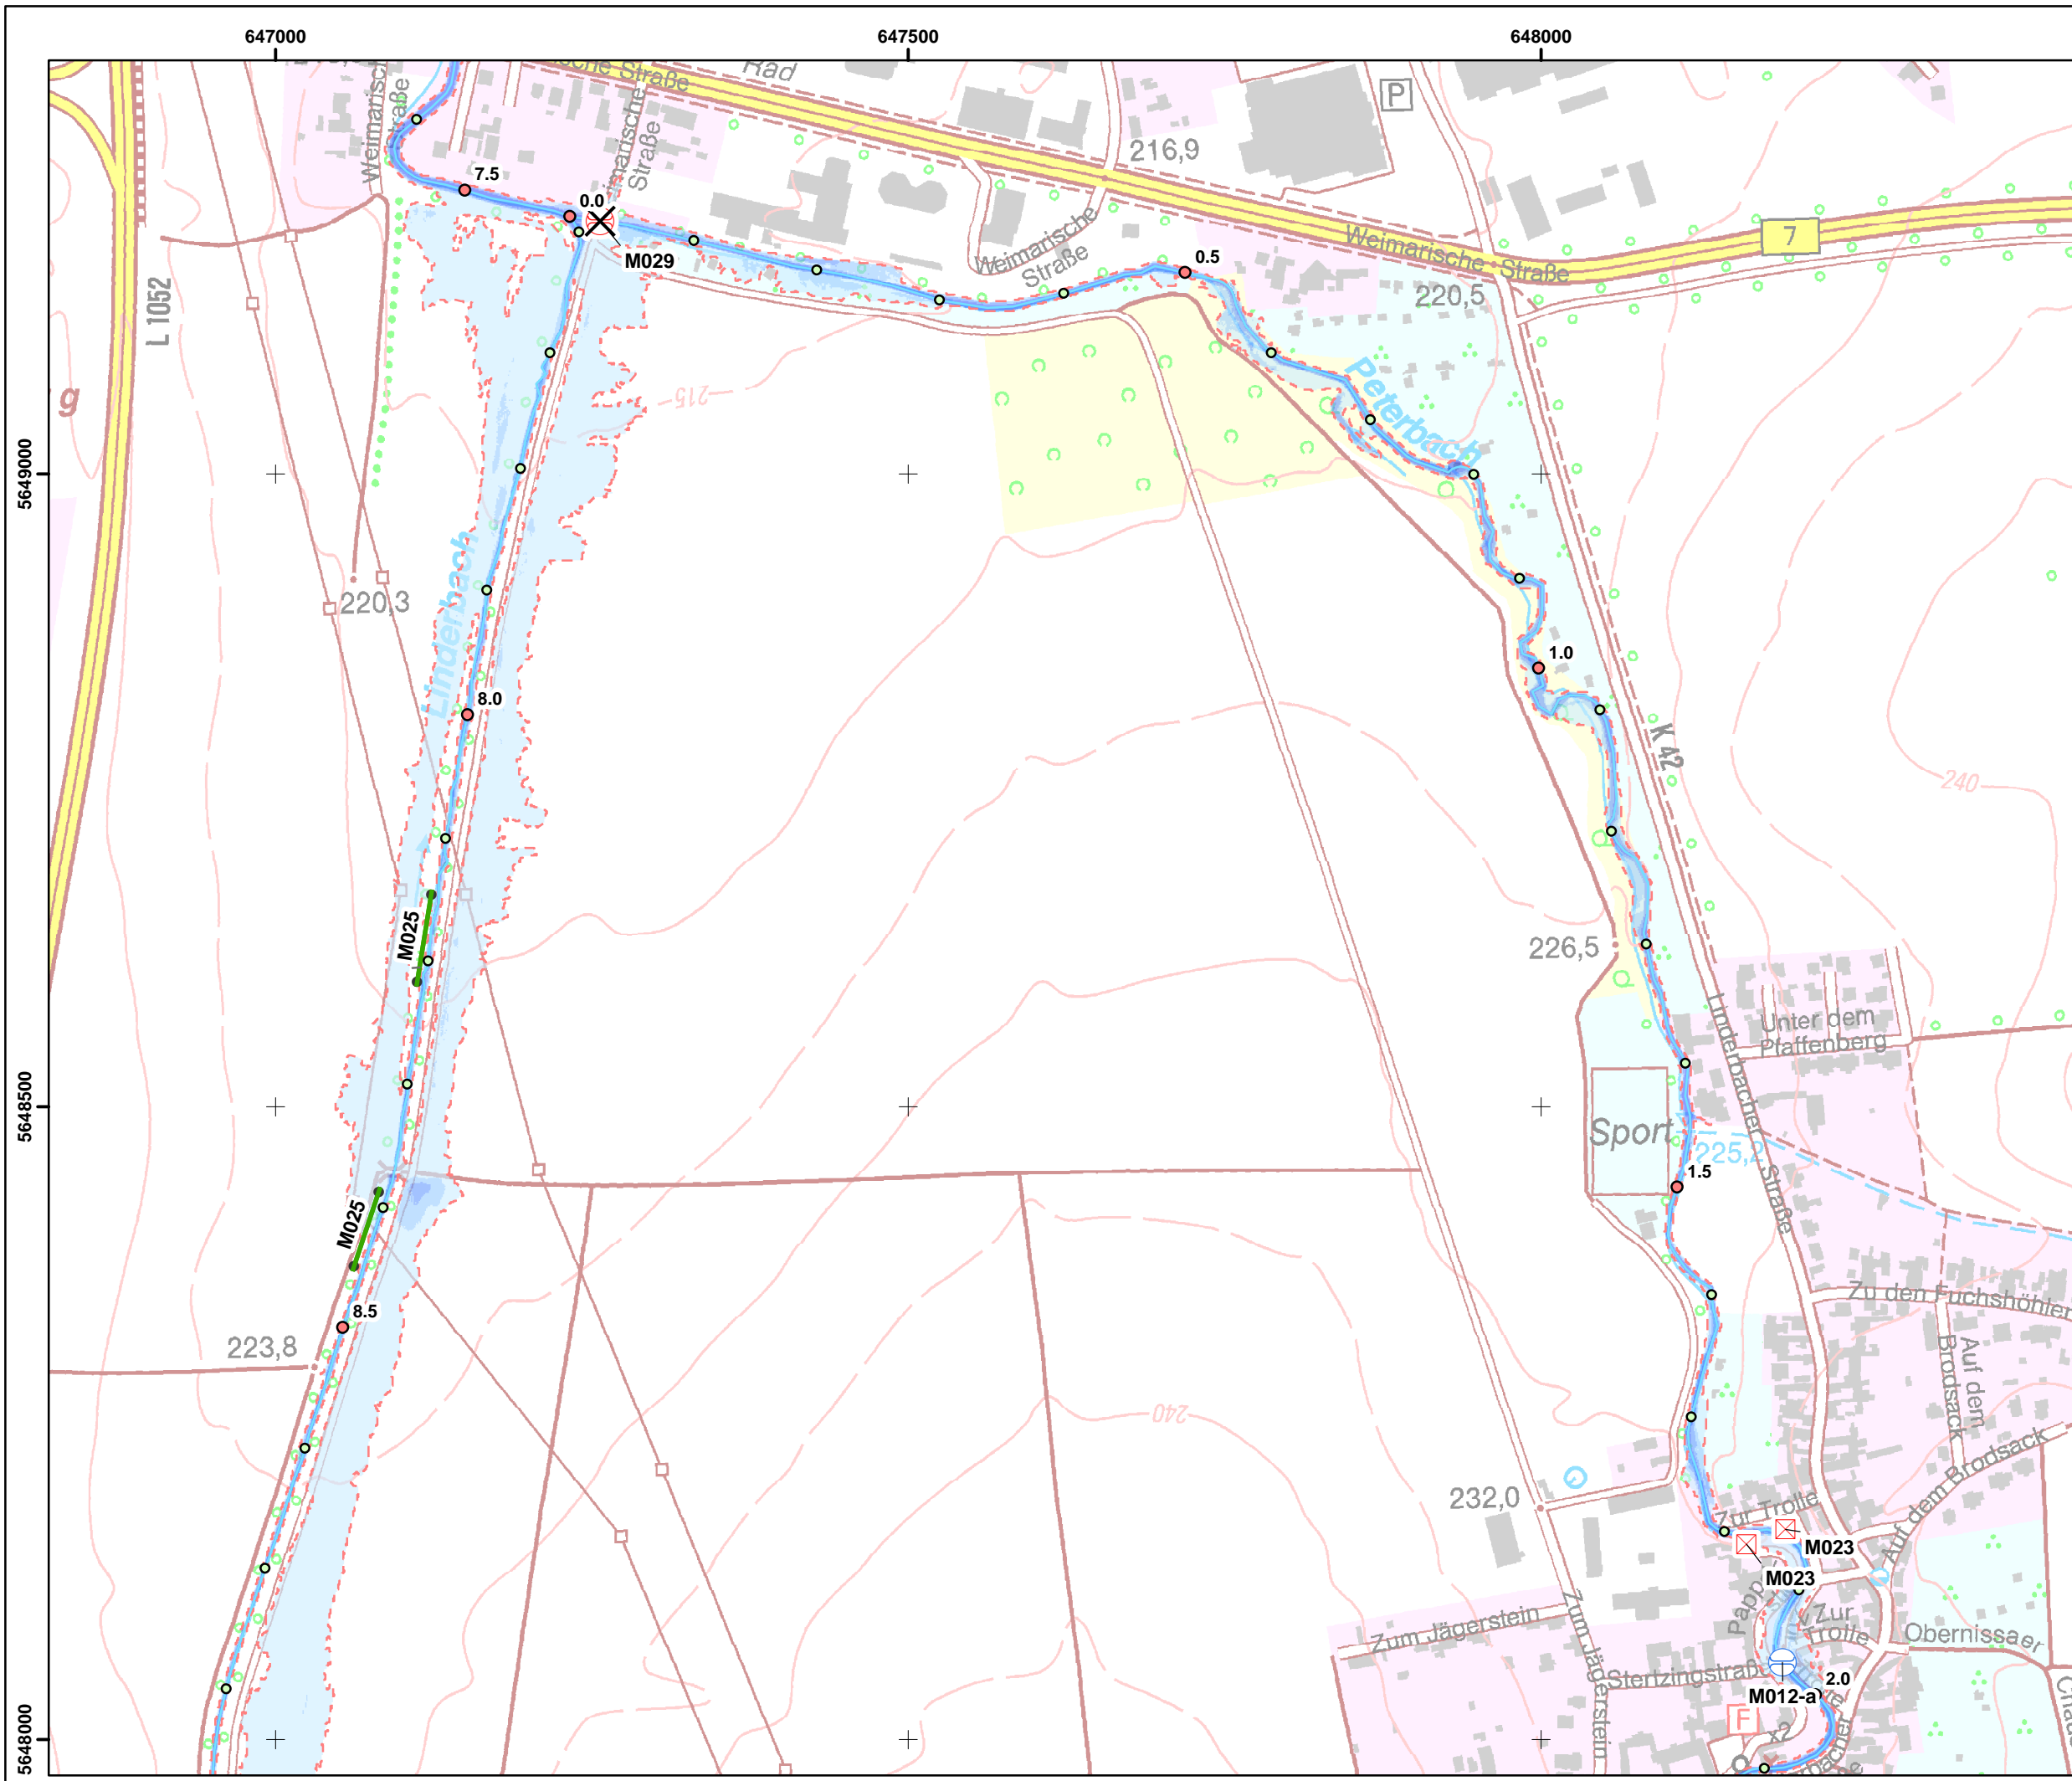 647000
647500
648000
Rad
Straße
Weimarische
Straße
P
216,9
7.5
0.0
Straße
M029
Weimarische
Straße
0.5
Weimarische Straße
7
220,5
L 1052
g
215
Peterbach
5649000
Linderbach
220,3
1.0
8.0
K 42
240
M025
226,5
Linderbacher Straße
Unter dem
Pfaffenberg
5648500
Sport
225,2
1.5
M025
8.5
223,8
Zu den Fuchshöhlen
Auf dem
Brodsack
240
232,0
Zur Trolle
Auf dem Brodsack
M023
M023
Zum Jägerstein
Zum Jägerstein
Zur
Trolle
Obernissaer
2.0
M012-a
F
x2
5648000